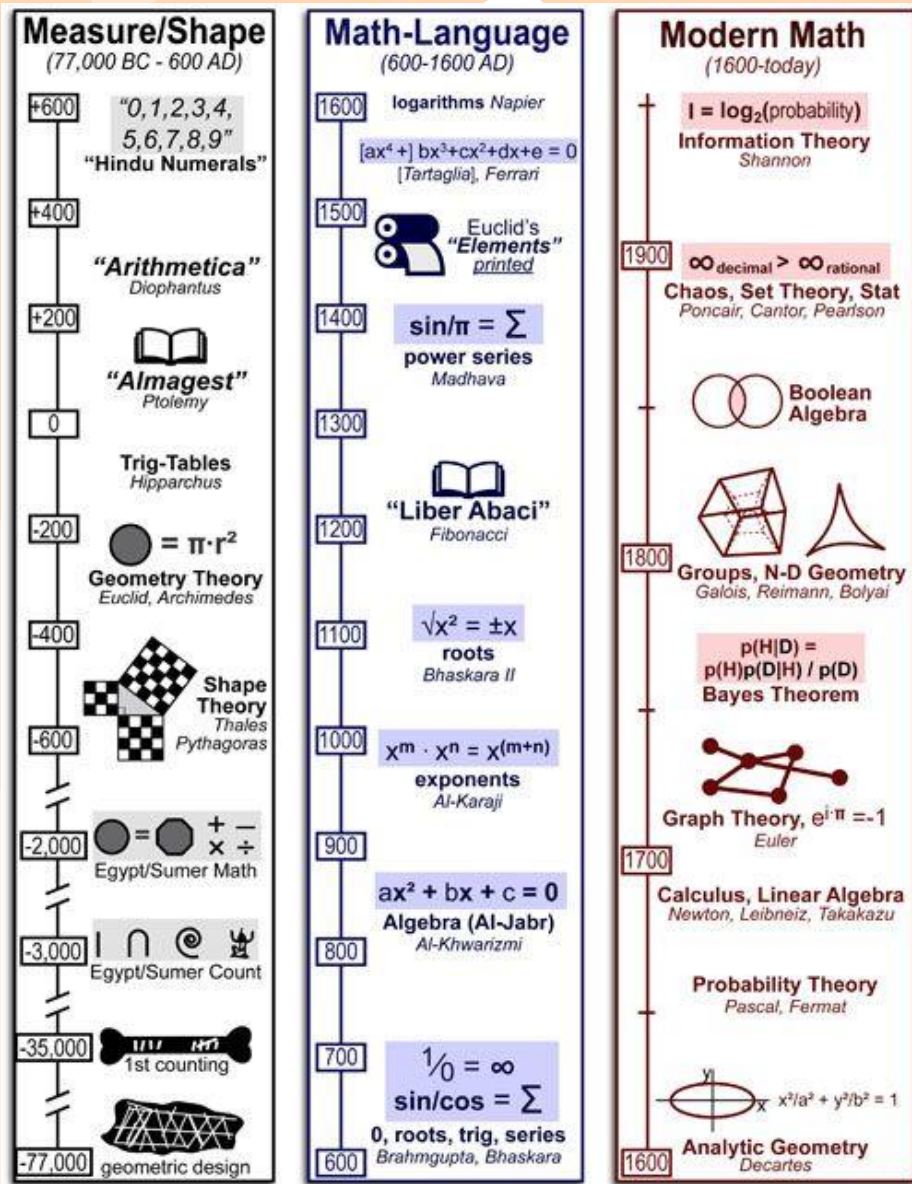 Measure/Shape
(77,000 BC - 600 AD)
+600
“0,1,2,3,4,
5,6,7,8,9”
“Hindu Numerals”
+400
“Arithmetica”
Diophantus
+200
“Almagest”
Ptolemy
0
Trig-Tables
Hipparchus
-200
= π·r²
Geometry Theory
Euclid, Archimedes
-400
Shape
Theory
Thales
Pythagoras
-600
= + −
× ÷
-2,000
Egypt/Sumer Math
-3,000
Egypt/Sumer Count
-35,000
1st counting
-77,000
geometric design
Math-Language
(600-1600 AD)
1600
logarithms Napier
[ax⁴ +] bx³+cx²+dx+e = 0
[Tartaglia], Ferrari
1500
Euclid’s
“Elements”
printed
1400
sin/π = Σ
power series
Madhava
1300
“Liber Abaci”
1200
Fibonacci
1100
√x² = ±x
roots
Bhaskara II
1000
x^m · x^n = x^(m+n)
exponents
Al-Karaji
900
ax² + bx + c = 0
Algebra (Al-Jabr)
800
Al-Khwarizmi
700
1/0 = ∞
sin/cos = Σ
0, roots, trig, series
600
Brahmgupta, Bhaskara
Modern Math
(1600-today)
I = log₂(probability)
Information Theory
Shannon
1900
∞decimal > ∞rational
Chaos, Set Theory, Stat
Poncair, Cantor, Pearlson
Boolean
Algebra
1800
Groups, N-D Geometry
Galois, Reimann, Bolyai
p(H|D) =
p(H)p(D|H) / p(D)
Bayes Theorem
Graph Theory, e^i·π =-1
Euler
1700
Calculus, Linear Algebra
Newton, Leibneiz, Takakazu
Probability Theory
Pascal, Fermat
y
x
x²/a² + y²/b² = 1
Analytic Geometry
1600
Decartes